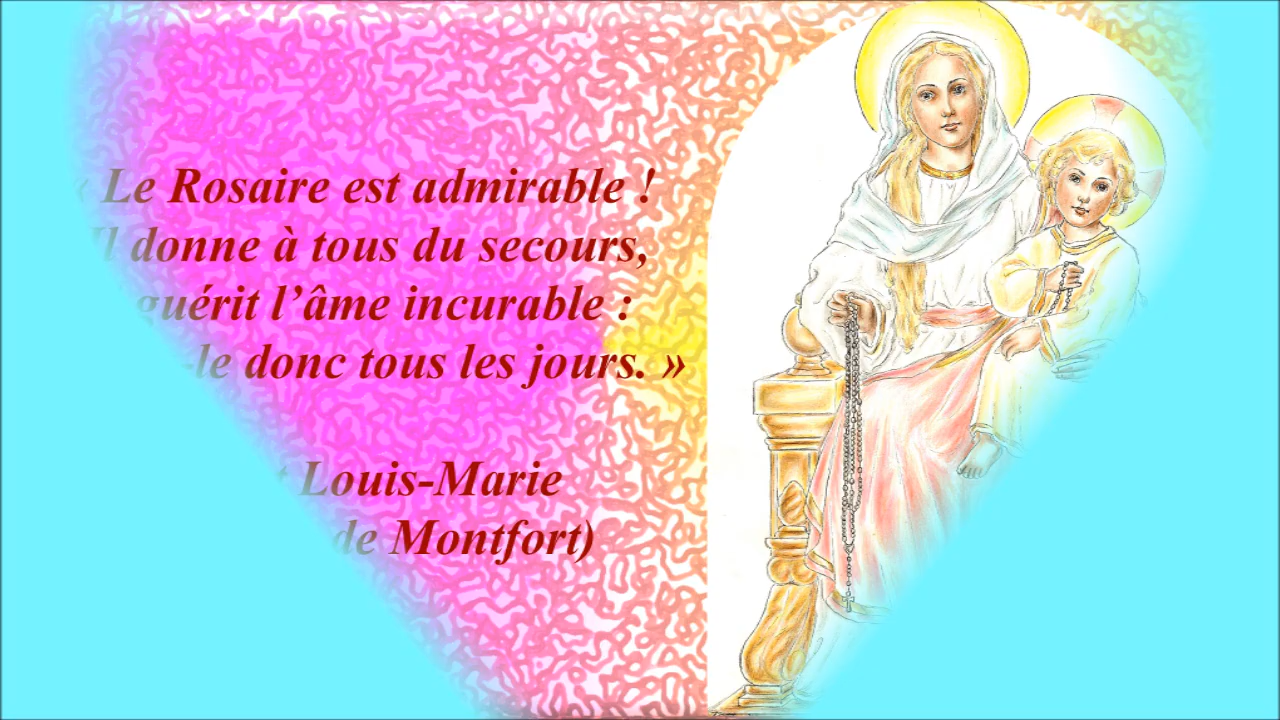 « Le Rosaire est admirable !
Il donne à tous du secours,
guérit l’âme incurable :
-le donc tous les jours. »
Louis-Marie
de Montfort)